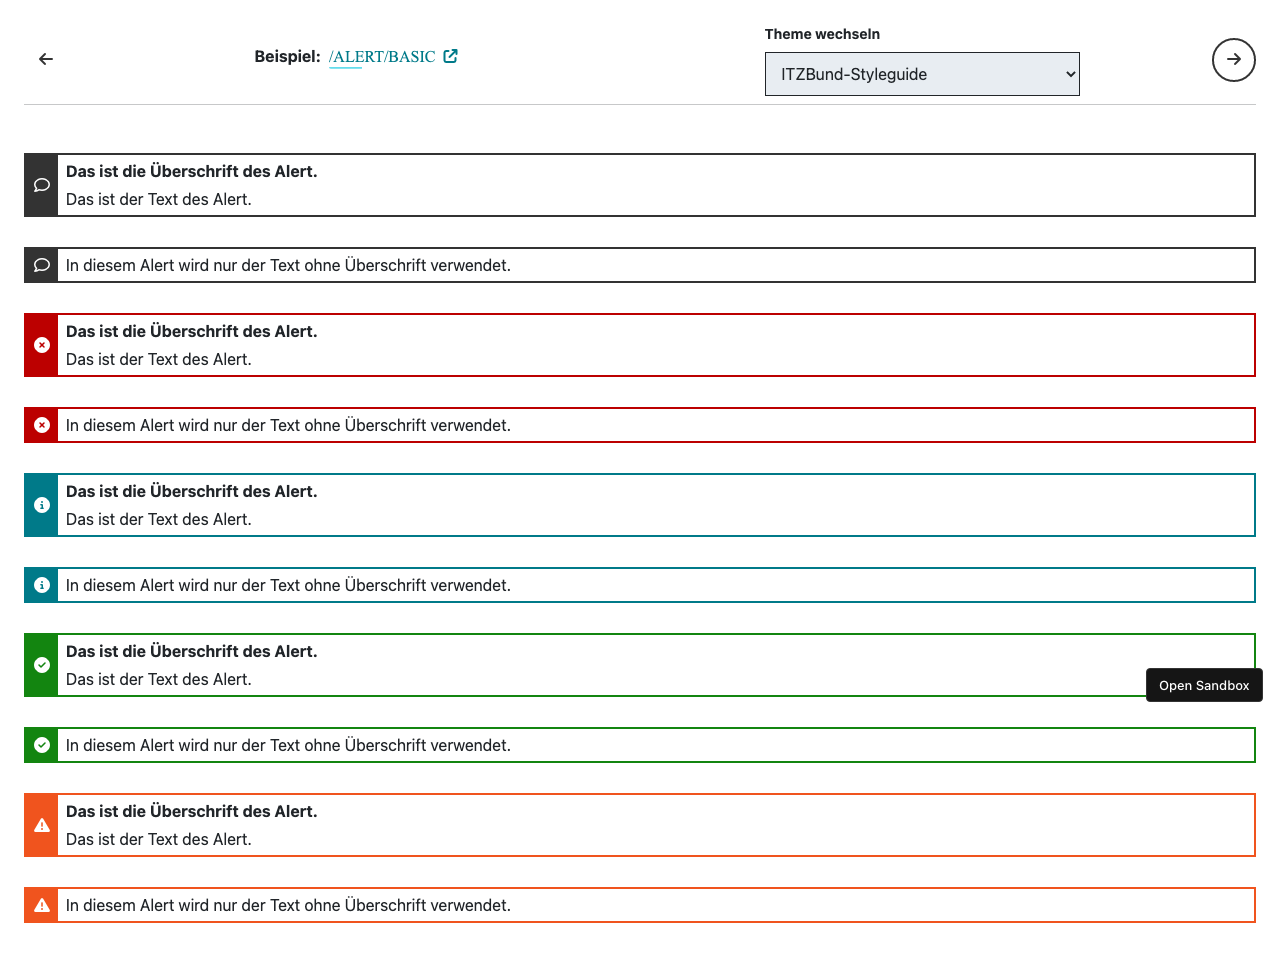 Beispiel: /ALERT/BASIC
Theme wechseln
ITZBund-Styleguide
Das ist die Überschrift des Alert.
Das ist der Text des Alert.
In diesem Alert wird nur der Text ohne Überschrift verwendet.
Das ist die Überschrift des Alert.
Das ist der Text des Alert.
In diesem Alert wird nur der Text ohne Überschrift verwendet.
Das ist die Überschrift des Alert.
Das ist der Text des Alert.
In diesem Alert wird nur der Text ohne Überschrift verwendet.
Das ist die Überschrift des Alert.
Das ist der Text des Alert.
Open Sandbox
In diesem Alert wird nur der Text ohne Überschrift verwendet.
Das ist die Überschrift des Alert.
Das ist der Text des Alert.
In diesem Alert wird nur der Text ohne Überschrift verwendet.